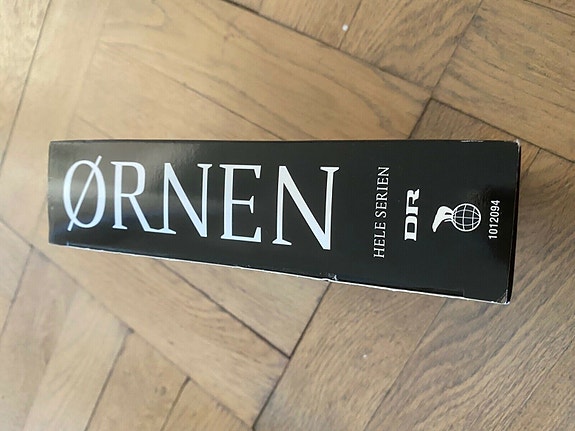 ØRNEN
HELE SERIEN
DR
1012094